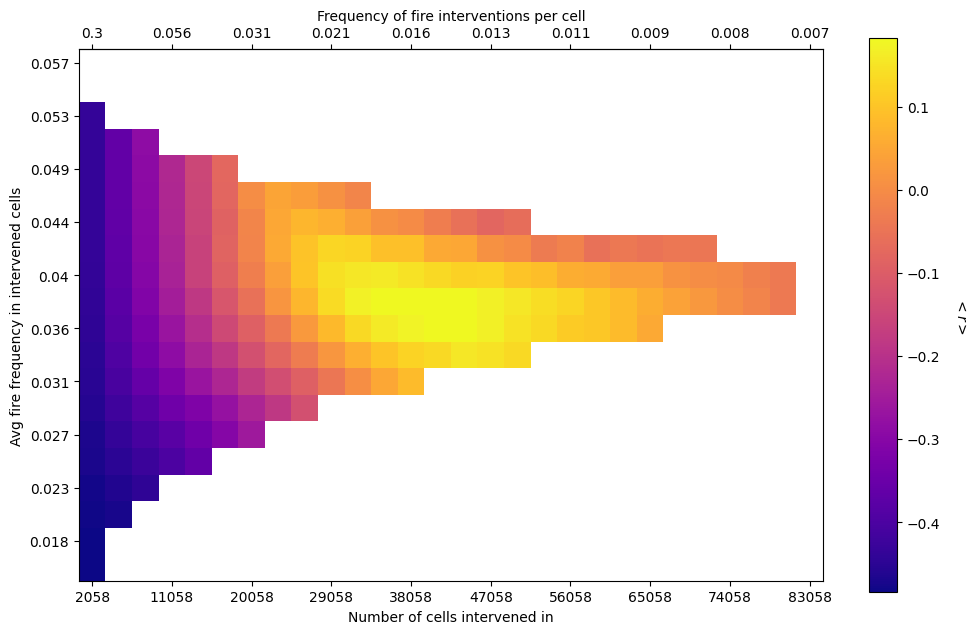 Frequency of fire interventions per cell
0.3 0.056 0.031 0.021 0.016 0.013 0.011 0.009 0.008 0.007
Avg fire frequency in intervened cells
0.057
0.053
0.049
0.044
0.04
0.036
0.031
0.027
0.023
0.018
2058 11058 20058 29058 38058 47058 56058 65058 74058 83058
Number of cells intervened in
0.1
0.0
−0.1
−0.2
−0.3
−0.4
<r>